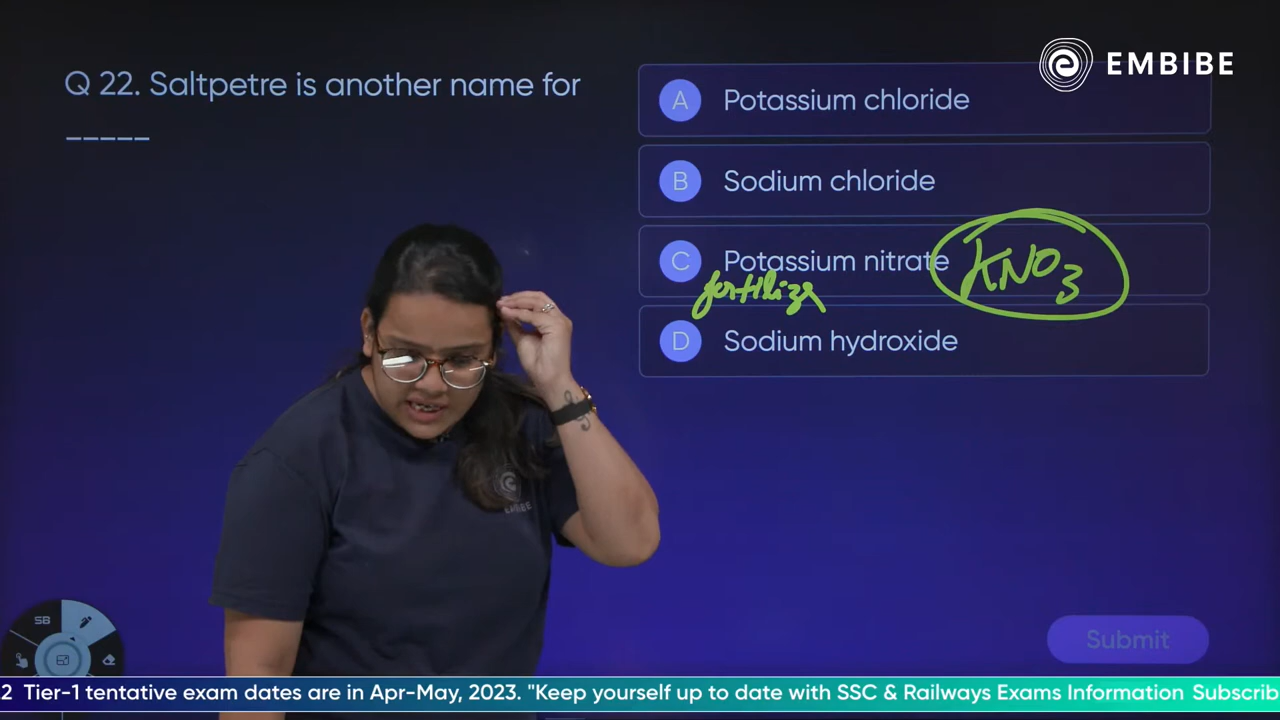 EMBIBE
Q 22. Saltpetre is another name for
_____
A Potassium chloride
B Sodium chloride
C Potassium nitrate KNO3
fertilizer
D Sodium hydroxide
SB
Submit
2 Tier-1 tentative exam dates are in Apr-May, 2023. "Keep yourself up to date with SSC & Railways Exams Information Subscrib